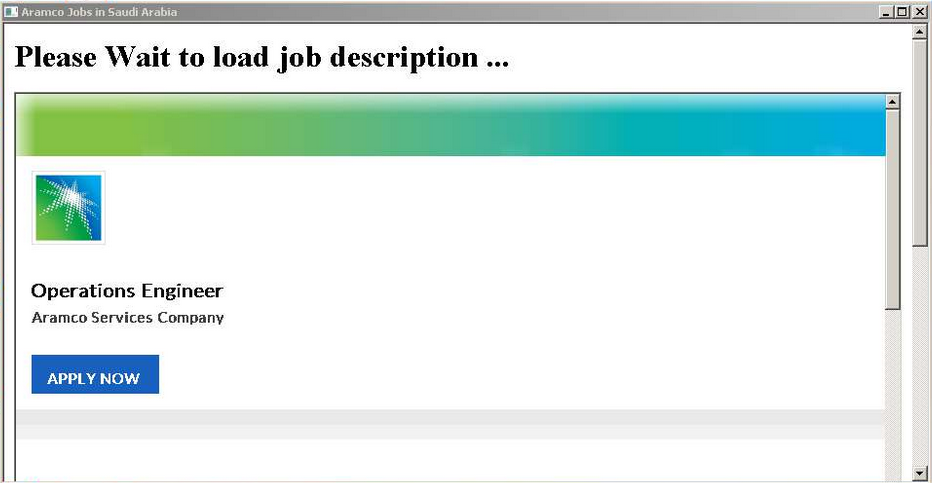 Aramco Jobs in Saudi Arabia
Please Wait to load job description ...
Operations Engineer
Aramco Services Company
APPLY NOW